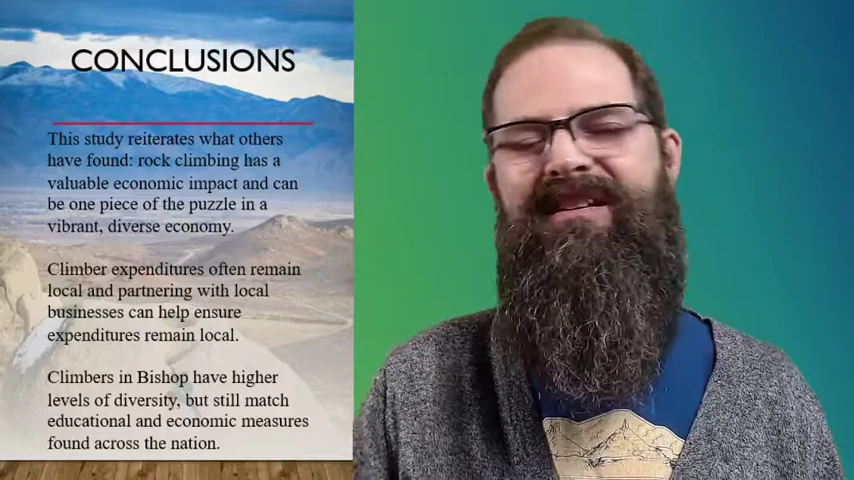 CONCLUSIONS
This study reiterates what others
have found: rock climbing has a
valuable economic impact and can
be one piece of the puzzle in a
vibrant, diverse economy.
Climber expenditures often remain
local and partnering with local
businesses can help ensure
expenditures remain local.
Climbers in Bishop have higher
levels of diversity, but still match
educational and economic measures
found across the nation.